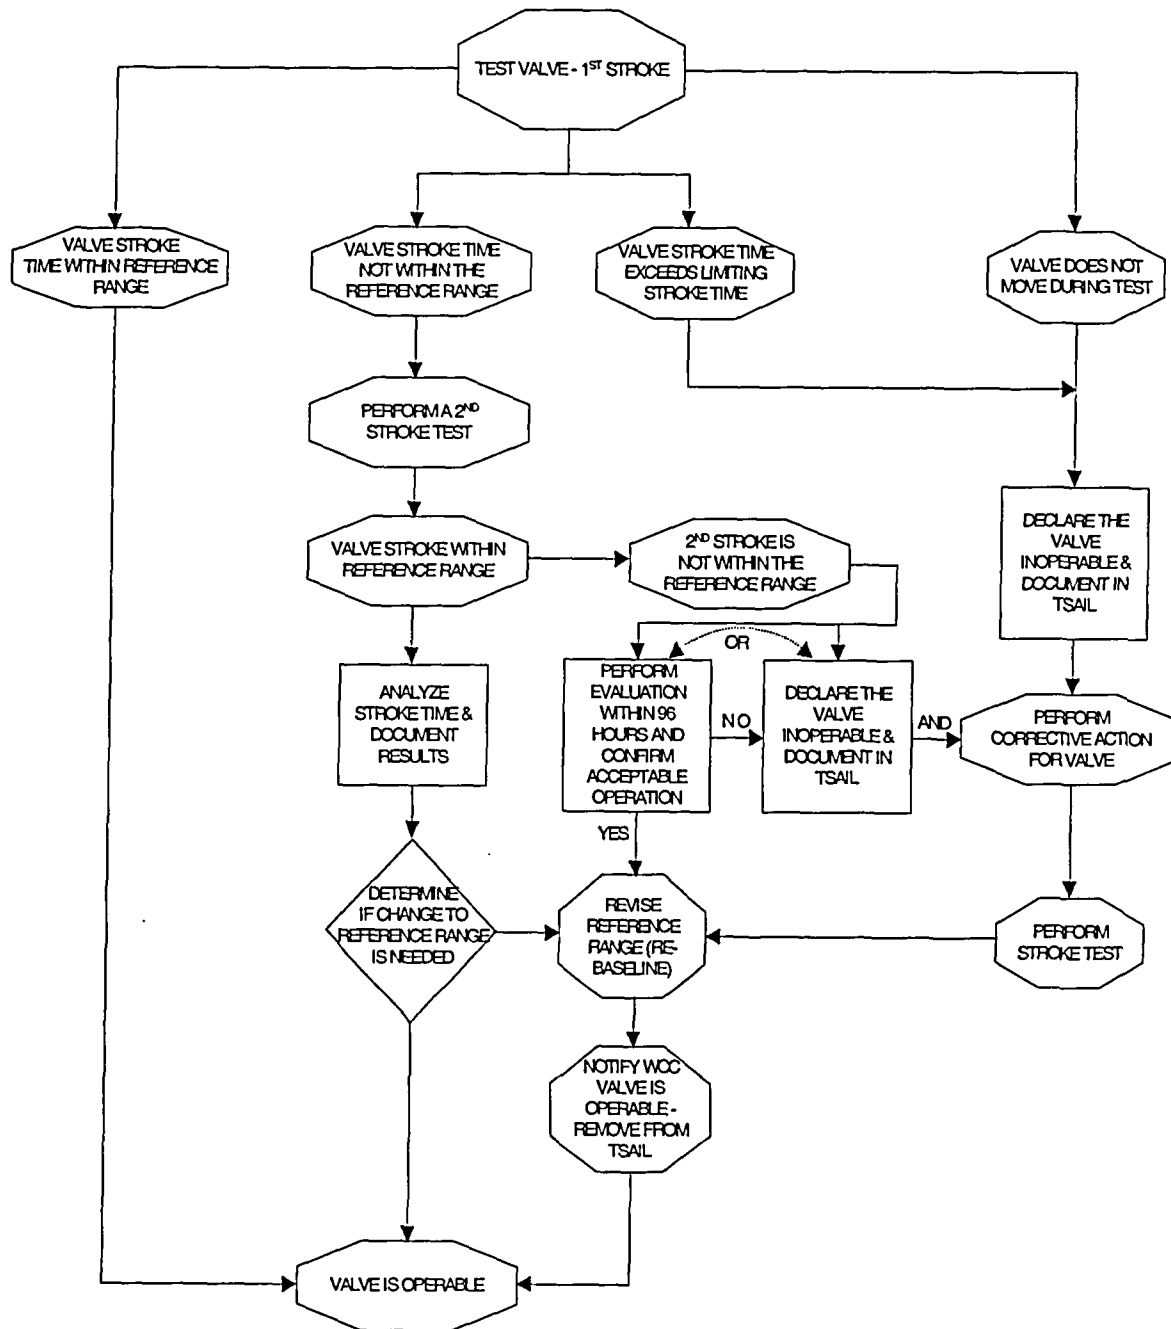 TEST VALVE - 1ST STROKE
VALVE STROKE
TIME WITHIN REFERENCE
RANGE
VALVE STROKE TIME
NOT WITHIN THE
REFERENCE RANGE
VALVE STROKE TIME
EXCEEDS LIMITING
STROKE TIME
VALVE DOES NOT
MOVE DURING TEST
PERFORM A 2ND
STROKE TEST
VALVE STROKE WITHIN
REFERENCE RANGE
2ND STROKE IS
NOT WITHIN THE
REFERENCE RANGE
DECLARE THE
VALVE
INOPERABLE &
DOCUMENT IN
TSAIL
OR
ANALYZE
STROKE TIME &
DOCUMENT
RESULTS
PERFORM
EVALUATION
WITHIN 96
HOURS AND
CONFIRM
ACCEPTABLE
OPERATION
NO
DECLARE THE
VALVE
INOPERABLE &
DOCUMENT IN
TSAIL
AND
PERFORM
CORRECTIVE ACTION
FOR VALVE
YES
DETERMINE
IF CHANGE TO
REFERENCE RANGE
IS NEEDED
REVISE
REFERENCE
RANGE (RE-
BASELINE)
PERFORM
STROKE TEST
NOTIFY WCC
VALVE IS
OPERABLE -
REMOVE FROM
TSAIL
VALVE IS OPERABLE